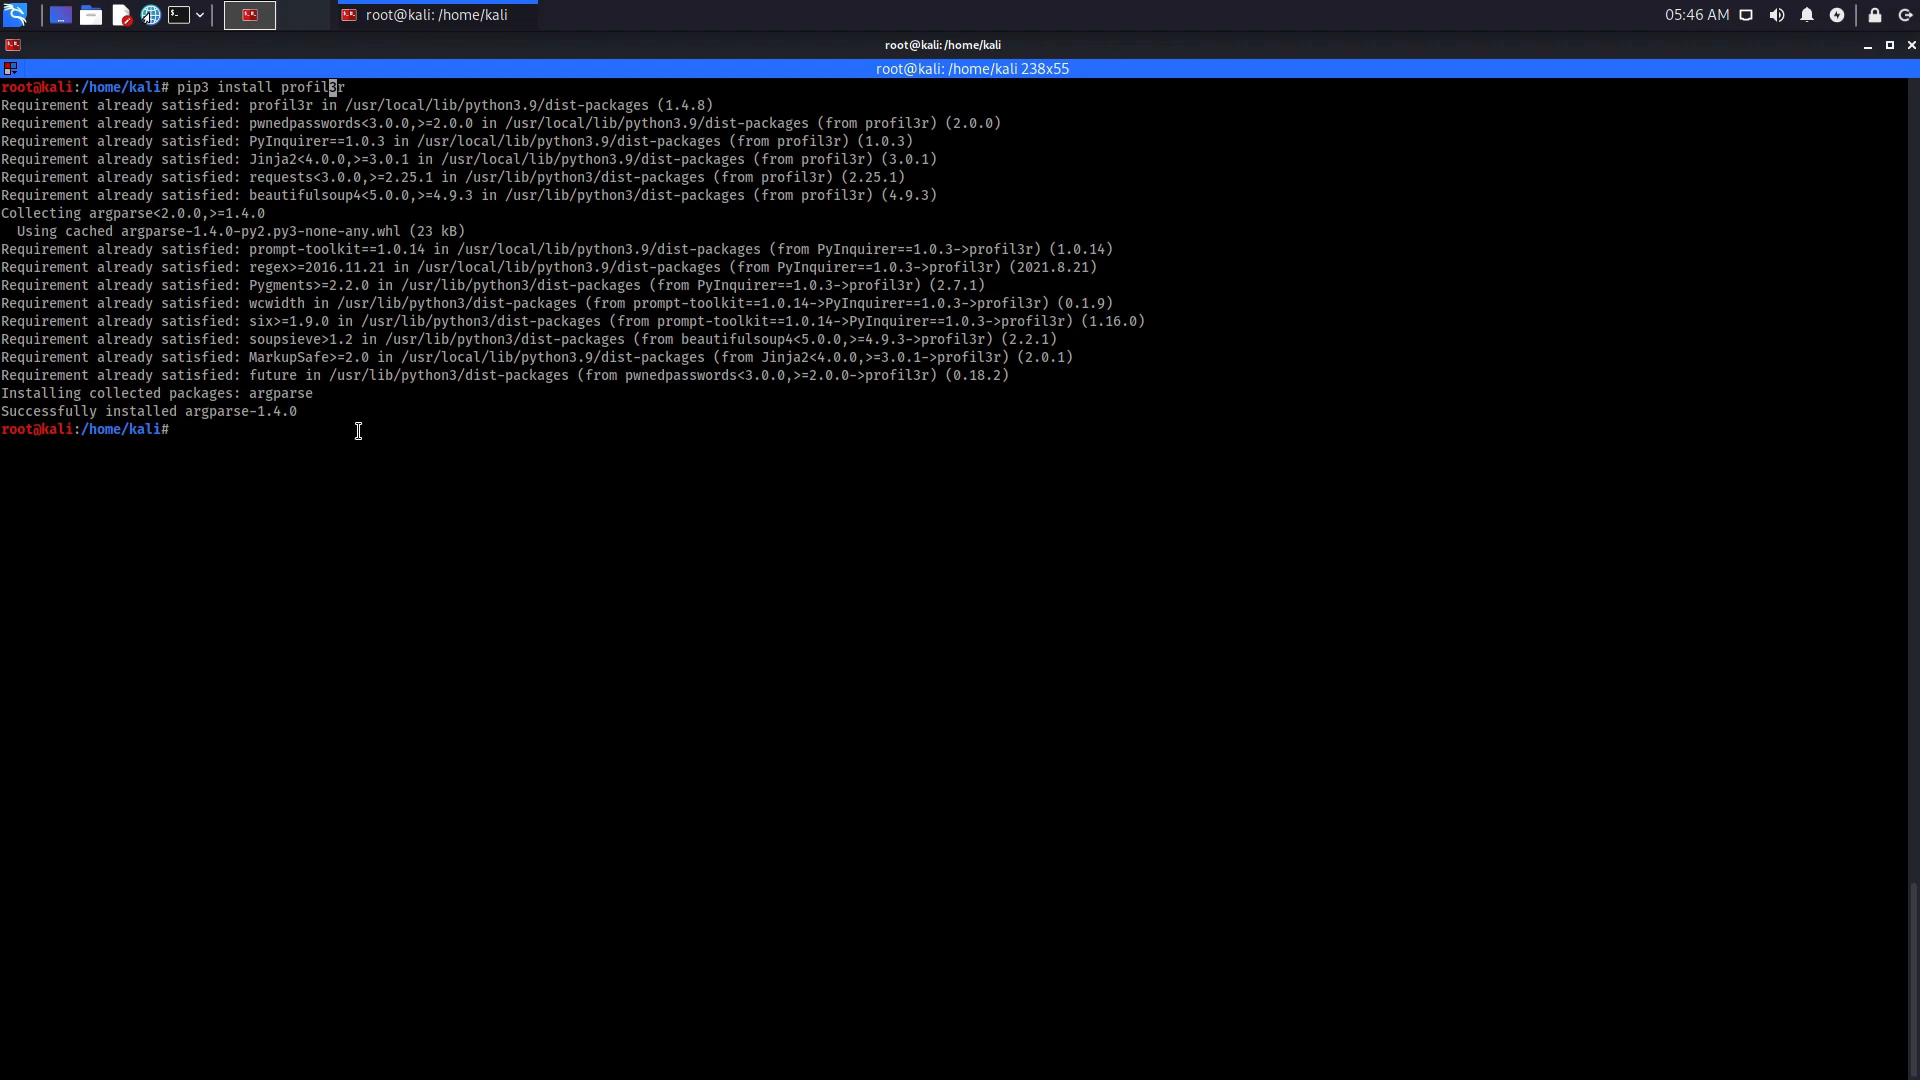 root@kali: /home/kali
05:46 AM
root@kali: /home/kali
root@kali: /home/kali 238x55
root@kali:/home/kali# pip3 install profil3r
Requirement already satisfied: profil3r in /usr/local/lib/python3.9/dist-packages (1.4.8)
Requirement already satisfied: pwnedpasswords<3.0.0,>=2.0.0 in /usr/local/lib/python3.9/dist-packages (from profil3r) (2.0.0)
Requirement already satisfied: PyInquirer==1.0.3 in /usr/local/lib/python3.9/dist-packages (from profil3r) (1.0.3)
Requirement already satisfied: Jinja2<4.0.0,>=3.0.1 in /usr/local/lib/python3.9/dist-packages (from profil3r) (3.0.1)
Requirement already satisfied: requests<3.0.0,>=2.25.1 in /usr/lib/python3/dist-packages (from profil3r) (2.25.1)
Requirement already satisfied: beautifulsoup4<5.0.0,>=4.9.3 in /usr/lib/python3/dist-packages (from profil3r) (4.9.3)
Collecting argparse<2.0.0,>=1.4.0
  Using cached argparse-1.4.0-py2.py3-none-any.whl (23 kB)
Requirement already satisfied: prompt-toolkit==1.0.14 in /usr/local/lib/python3.9/dist-packages (from PyInquirer==1.0.3->profil3r) (1.0.14)
Requirement already satisfied: regex>=2016.11.21 in /usr/local/lib/python3.9/dist-packages (from PyInquirer==1.0.3->profil3r) (2021.8.21)
Requirement already satisfied: Pygments>=2.2.0 in /usr/lib/python3/dist-packages (from PyInquirer==1.0.3->profil3r) (2.7.1)
Requirement already satisfied: wcwidth in /usr/lib/python3/dist-packages (from prompt-toolkit==1.0.14->PyInquirer==1.0.3->profil3r) (0.1.9)
Requirement already satisfied: six>=1.9.0 in /usr/lib/python3/dist-packages (from prompt-toolkit==1.0.14->PyInquirer==1.0.3->profil3r) (1.16.0)
Requirement already satisfied: soupsieve>1.2 in /usr/lib/python3/dist-packages (from beautifulsoup4<5.0.0,>=4.9.3->profil3r) (2.2.1)
Requirement already satisfied: MarkupSafe>=2.0 in /usr/local/lib/python3.9/dist-packages (from Jinja2<4.0.0,>=3.0.1->profil3r) (2.0.1)
Requirement already satisfied: future in /usr/lib/python3/dist-packages (from pwnedpasswords<3.0.0,>=2.0.0->profil3r) (0.18.2)
Installing collected packages: argparse
Successfully installed argparse-1.4.0
root@kali:/home/kali#